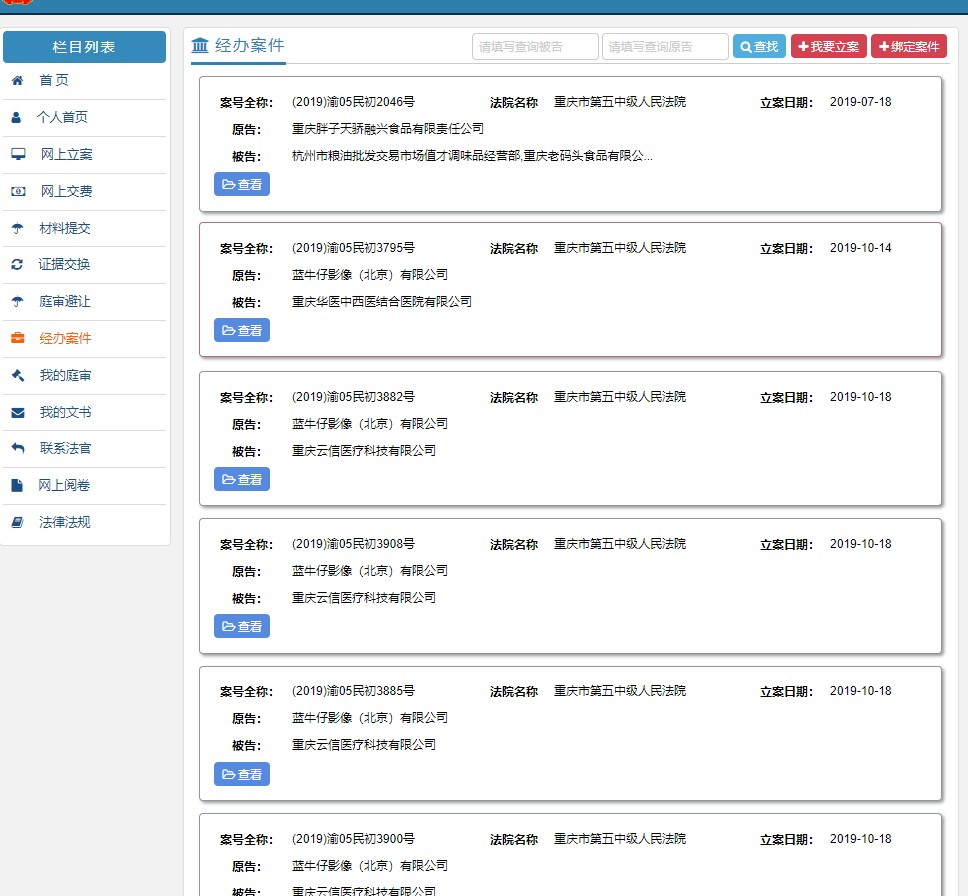 栏目列表
首 页
个人首页
网上立案
网上交费
材料提交
证据交换
庭审避让
经办案件
我的庭审
我的文书
联系法官
网上阅卷
法律法规
经办案件 请填写查询被告 请填写查询原告 查找 我要立案 绑定案件
案号全称: (2019)渝05民初2046号 法院名称 重庆市第五中级人民法院 立案日期: 2019-07-18
原告: 重庆胖子天骄融兴食品有限责任公司
被告: 杭州市粮油批发交易市场值才调味品经营部,重庆老码头食品有限公...
查看
案号全称: (2019)渝05民初3795号 法院名称 重庆市第五中级人民法院 立案日期: 2019-10-14
原告: 蓝牛仔影像（北京）有限公司
被告: 重庆华医中西医结合医院有限公司
查看
案号全称: (2019)渝05民初3882号 法院名称 重庆市第五中级人民法院 立案日期: 2019-10-18
原告: 蓝牛仔影像（北京）有限公司
被告: 重庆云信医疗科技有限公司
查看
案号全称: (2019)渝05民初3908号 法院名称 重庆市第五中级人民法院 立案日期: 2019-10-18
原告: 蓝牛仔影像（北京）有限公司
被告: 重庆云信医疗科技有限公司
查看
案号全称: (2019)渝05民初3885号 法院名称 重庆市第五中级人民法院 立案日期: 2019-10-18
原告: 蓝牛仔影像（北京）有限公司
被告: 重庆云信医疗科技有限公司
查看
案号全称: (2019)渝05民初3900号 法院名称 重庆市第五中级人民法院 立案日期: 2019-10-18
原告: 蓝牛仔影像（北京）有限公司
被告: 重庆云信医疗科技有限公司